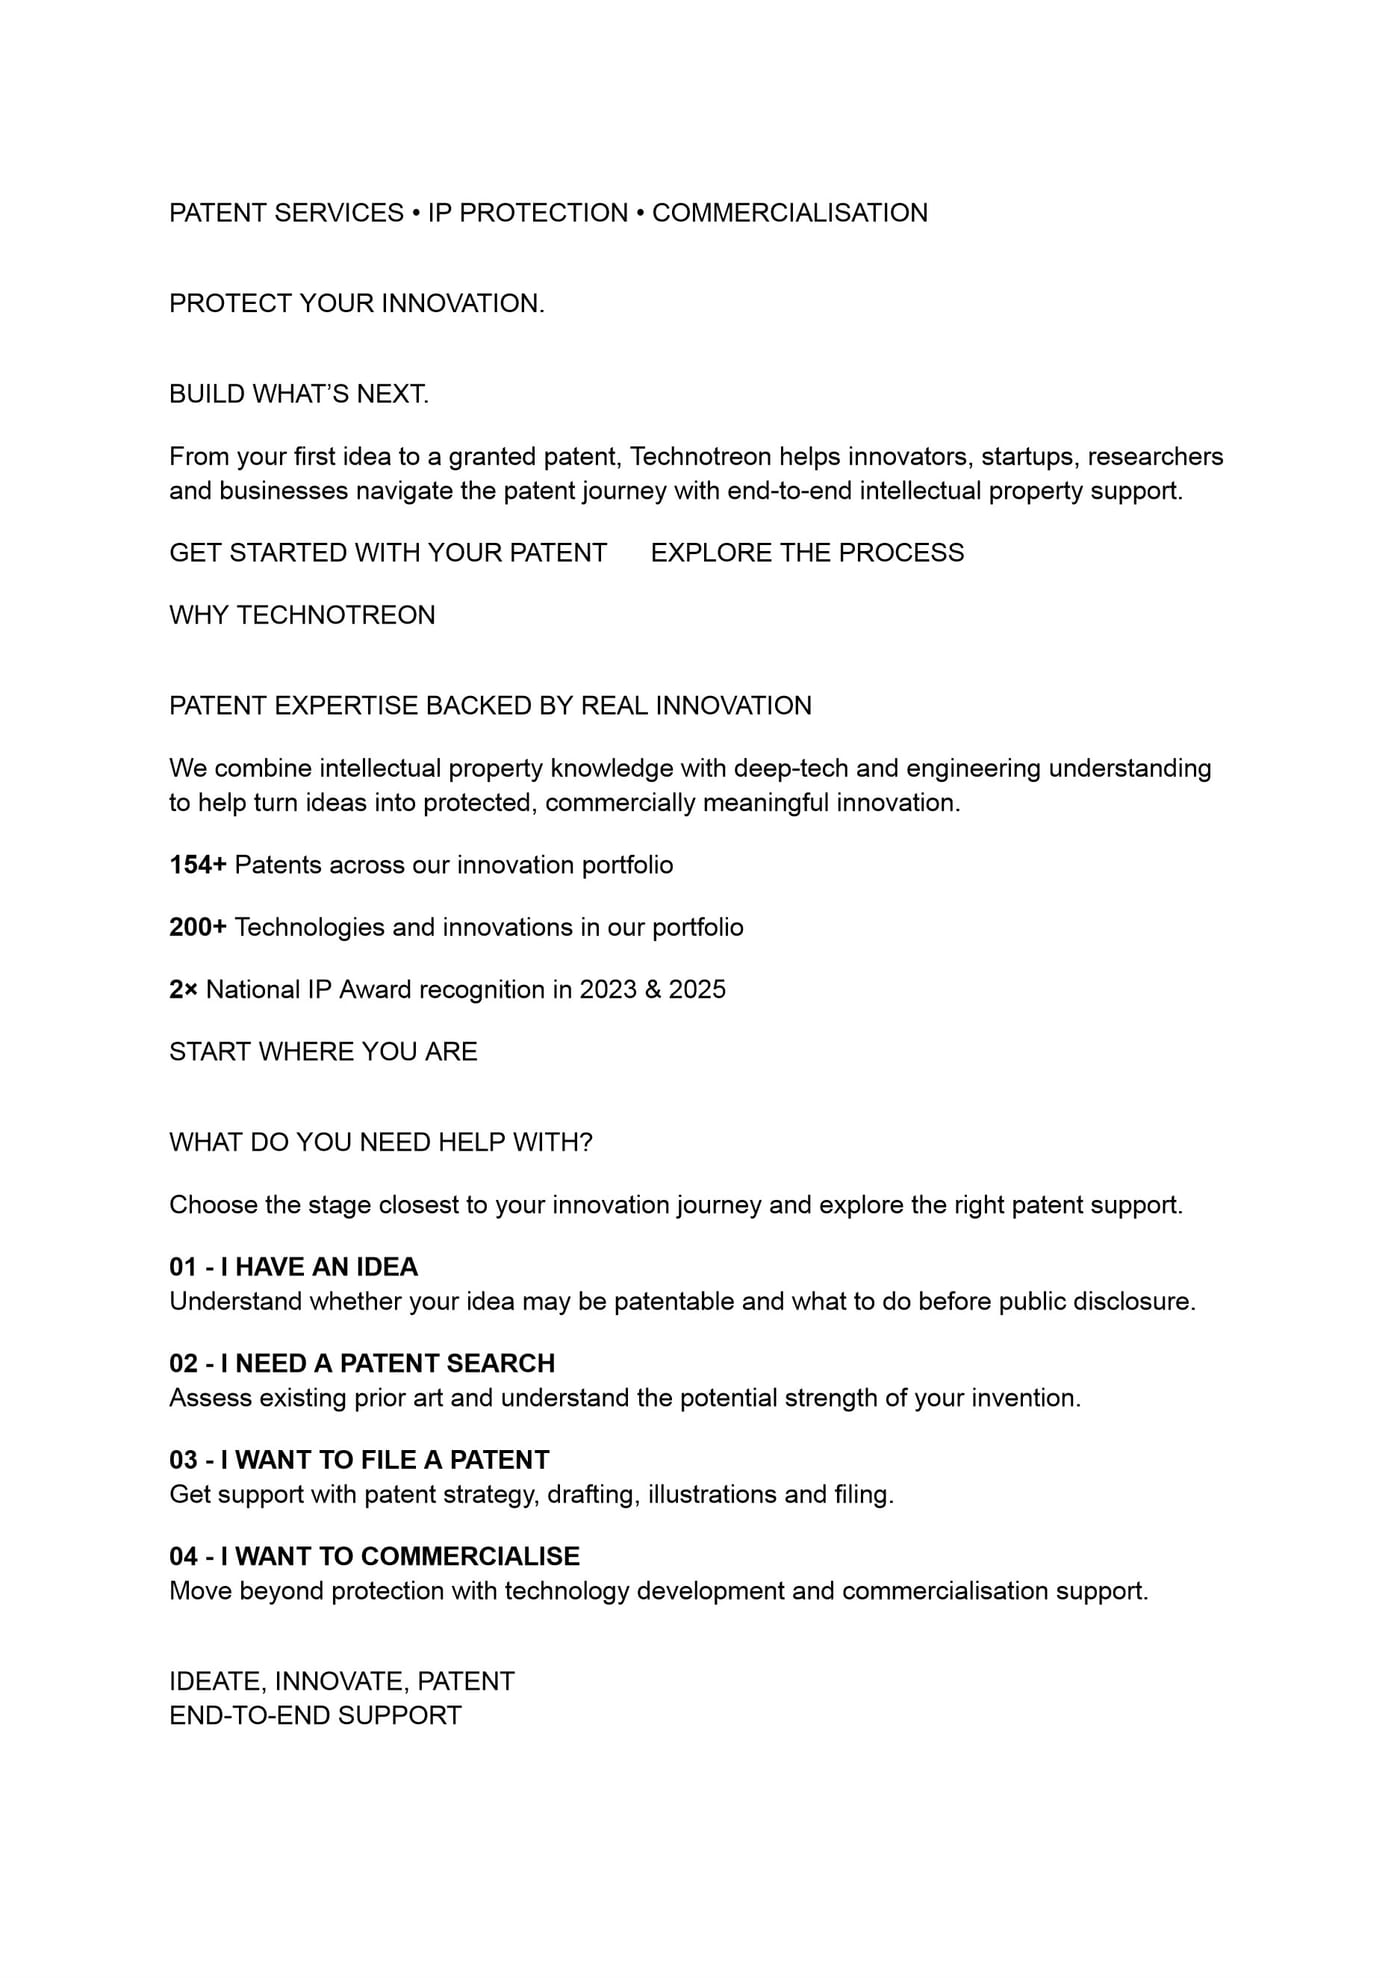 PATENT SERVICES • IP PROTECTION • COMMERCIALISATION
PROTECT YOUR INNOVATION.
BUILD WHAT’S NEXT.
From your first idea to a granted patent, Technotreon helps innovators, startups, researchers
and businesses navigate the patent journey with end-to-end intellectual property support.
GET STARTED WITH YOUR PATENT EXPLORE THE PROCESS
WHY TECHNOTREON
PATENT EXPERTISE BACKED BY REAL INNOVATION
We combine intellectual property knowledge with deep-tech and engineering understanding
to help turn ideas into protected, commercially meaningful innovation.
154+ Patents across our innovation portfolio
200+ Technologies and innovations in our portfolio
2× National IP Award recognition in 2023 & 2025
START WHERE YOU ARE
WHAT DO YOU NEED HELP WITH?
Choose the stage closest to your innovation journey and explore the right patent support.
01 - I HAVE AN IDEA
Understand whether your idea may be patentable and what to do before public disclosure.
02 - I NEED A PATENT SEARCH
Assess existing prior art and understand the potential strength of your invention.
03 - I WANT TO FILE A PATENT
Get support with patent strategy, drafting, illustrations and filing.
04 - I WANT TO COMMERCIALISE
Move beyond protection with technology development and commercialisation support.
IDEATE, INNOVATE, PATENT
END-TO-END SUPPORT